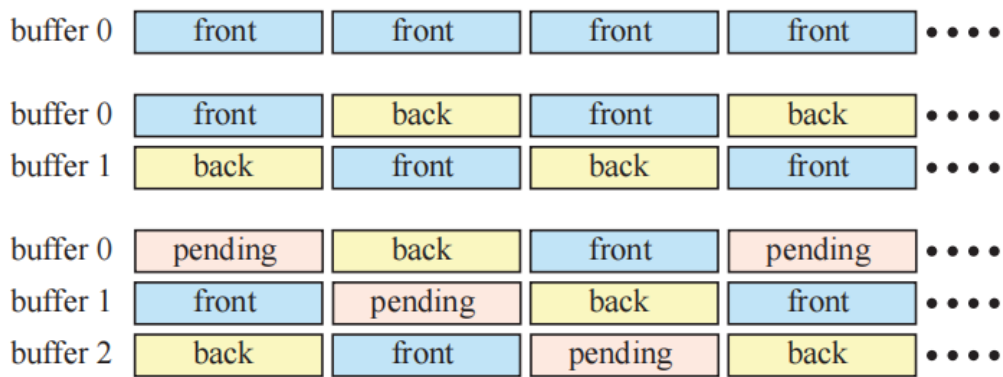 buffer 0 front front front front
buffer 0 front back front back
buffer 1 back front back front
buffer 0 pending back front pending
buffer 1 front pending back front
buffer 2 back front pending back